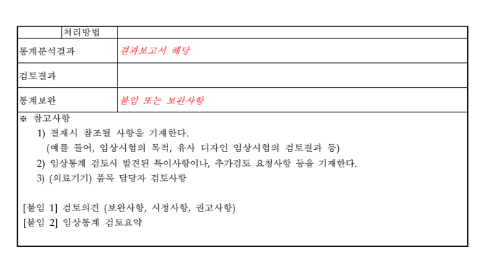 처리방법
통계분석결과 결과보고서 해당
검토결과
통계보완 붙임 또는 보완사항
※ 참고사항
1) 결재시 참조될 사항을 기재한다.
(예를 들어, 임상시험의 목적, 유사 디자인 임상시험의 검토결과 등)
2) 임상통계 검토시 발견된 특이사항이나, 추가검토 요청사항 등을 기재한다.
3) (의료기기) 품목 담당자 검토사항
[붙임 1] 검토의견 (보완사항, 시정사항, 권고사항)
[붙임 2] 임상통계 검토요약